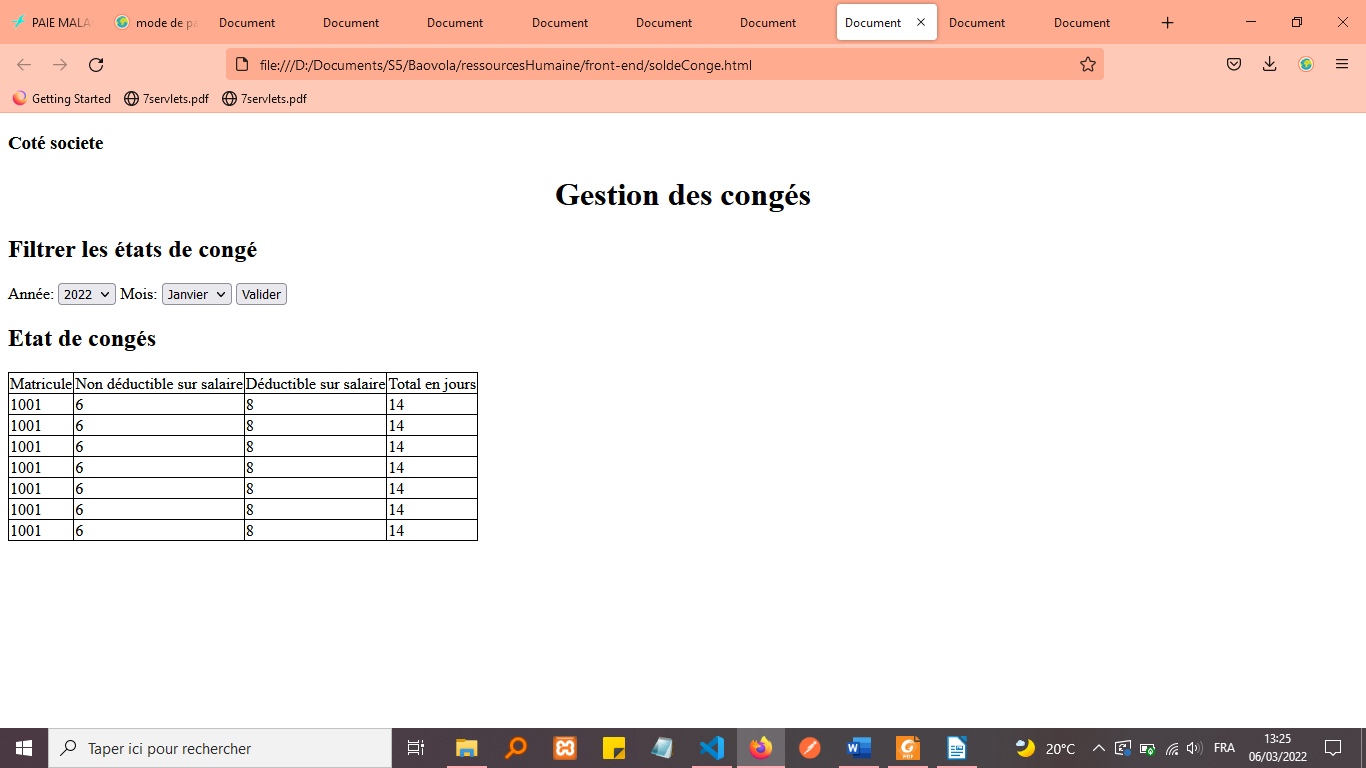 PAIE MALA
mode de pa
Document
Document
Document
Document
Document
Document
Document
Document
Document
file:///D:/Documents/S5/Baovola/ressourcesHumaine/front-end/soldeConge.html
Getting Started
7servlets.pdf
7servlets.pdf
Coté societe
Gestion des congés
Filtrer les états de congé
Année: 2022 Mois: Janvier Valider
Etat de congés
Matricule Non déductible sur salaire Déductible sur salaire Total en jours
1001 6 8 14
1001 6 8 14
1001 6 8 14
1001 6 8 14
1001 6 8 14
1001 6 8 14
1001 6 8 14
Taper ici pour rechercher
20°C
FRA
13:25
06/03/2022